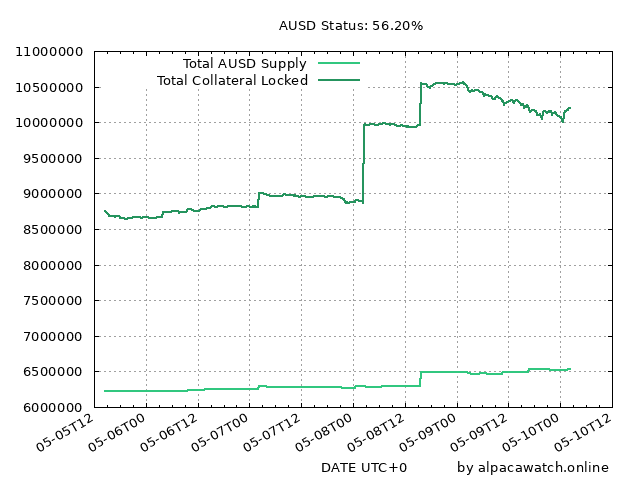 AUSD Status: 56.20%
11000000
10500000
10000000
9500000
9000000
8500000
8000000
7500000
7000000
6500000
6000000
Total AUSD Supply
Total Collateral Locked
05-05T12
05-06T00
05-06T12
05-07T00
05-07T12
05-08T00
05-08T12
05-09T00
05-09T12
05-10T00
05-10T12
DATE UTC+0
by alpacawatch.online